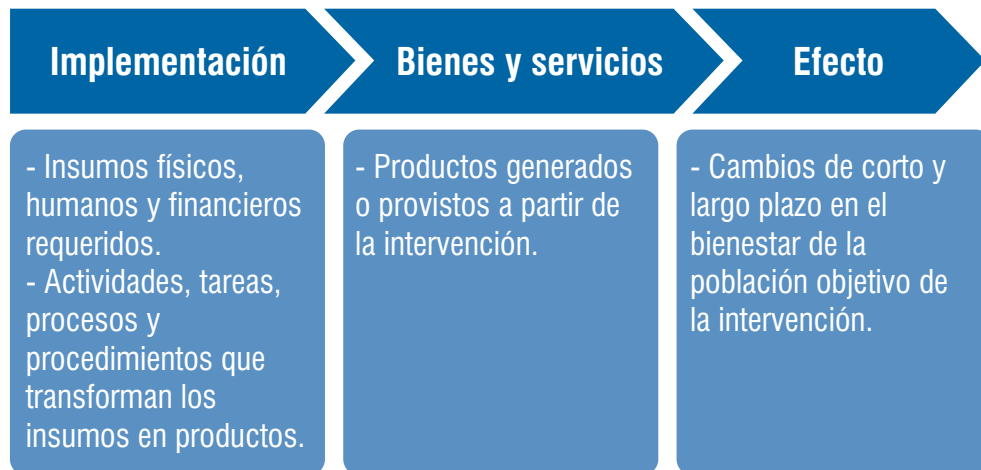 Implementación
Bienes y servicios
Efecto
- Insumos físicos,
humanos y financieros
requeridos.
- Actividades, tareas,
procesos y
procedimientos que
transforman los
insumos en productos.
- Productos generados
o provistos a partir de
la intervención.
- Cambios de corto y
largo plazo en el
bienestar de la
población objetivo de
la intervención.